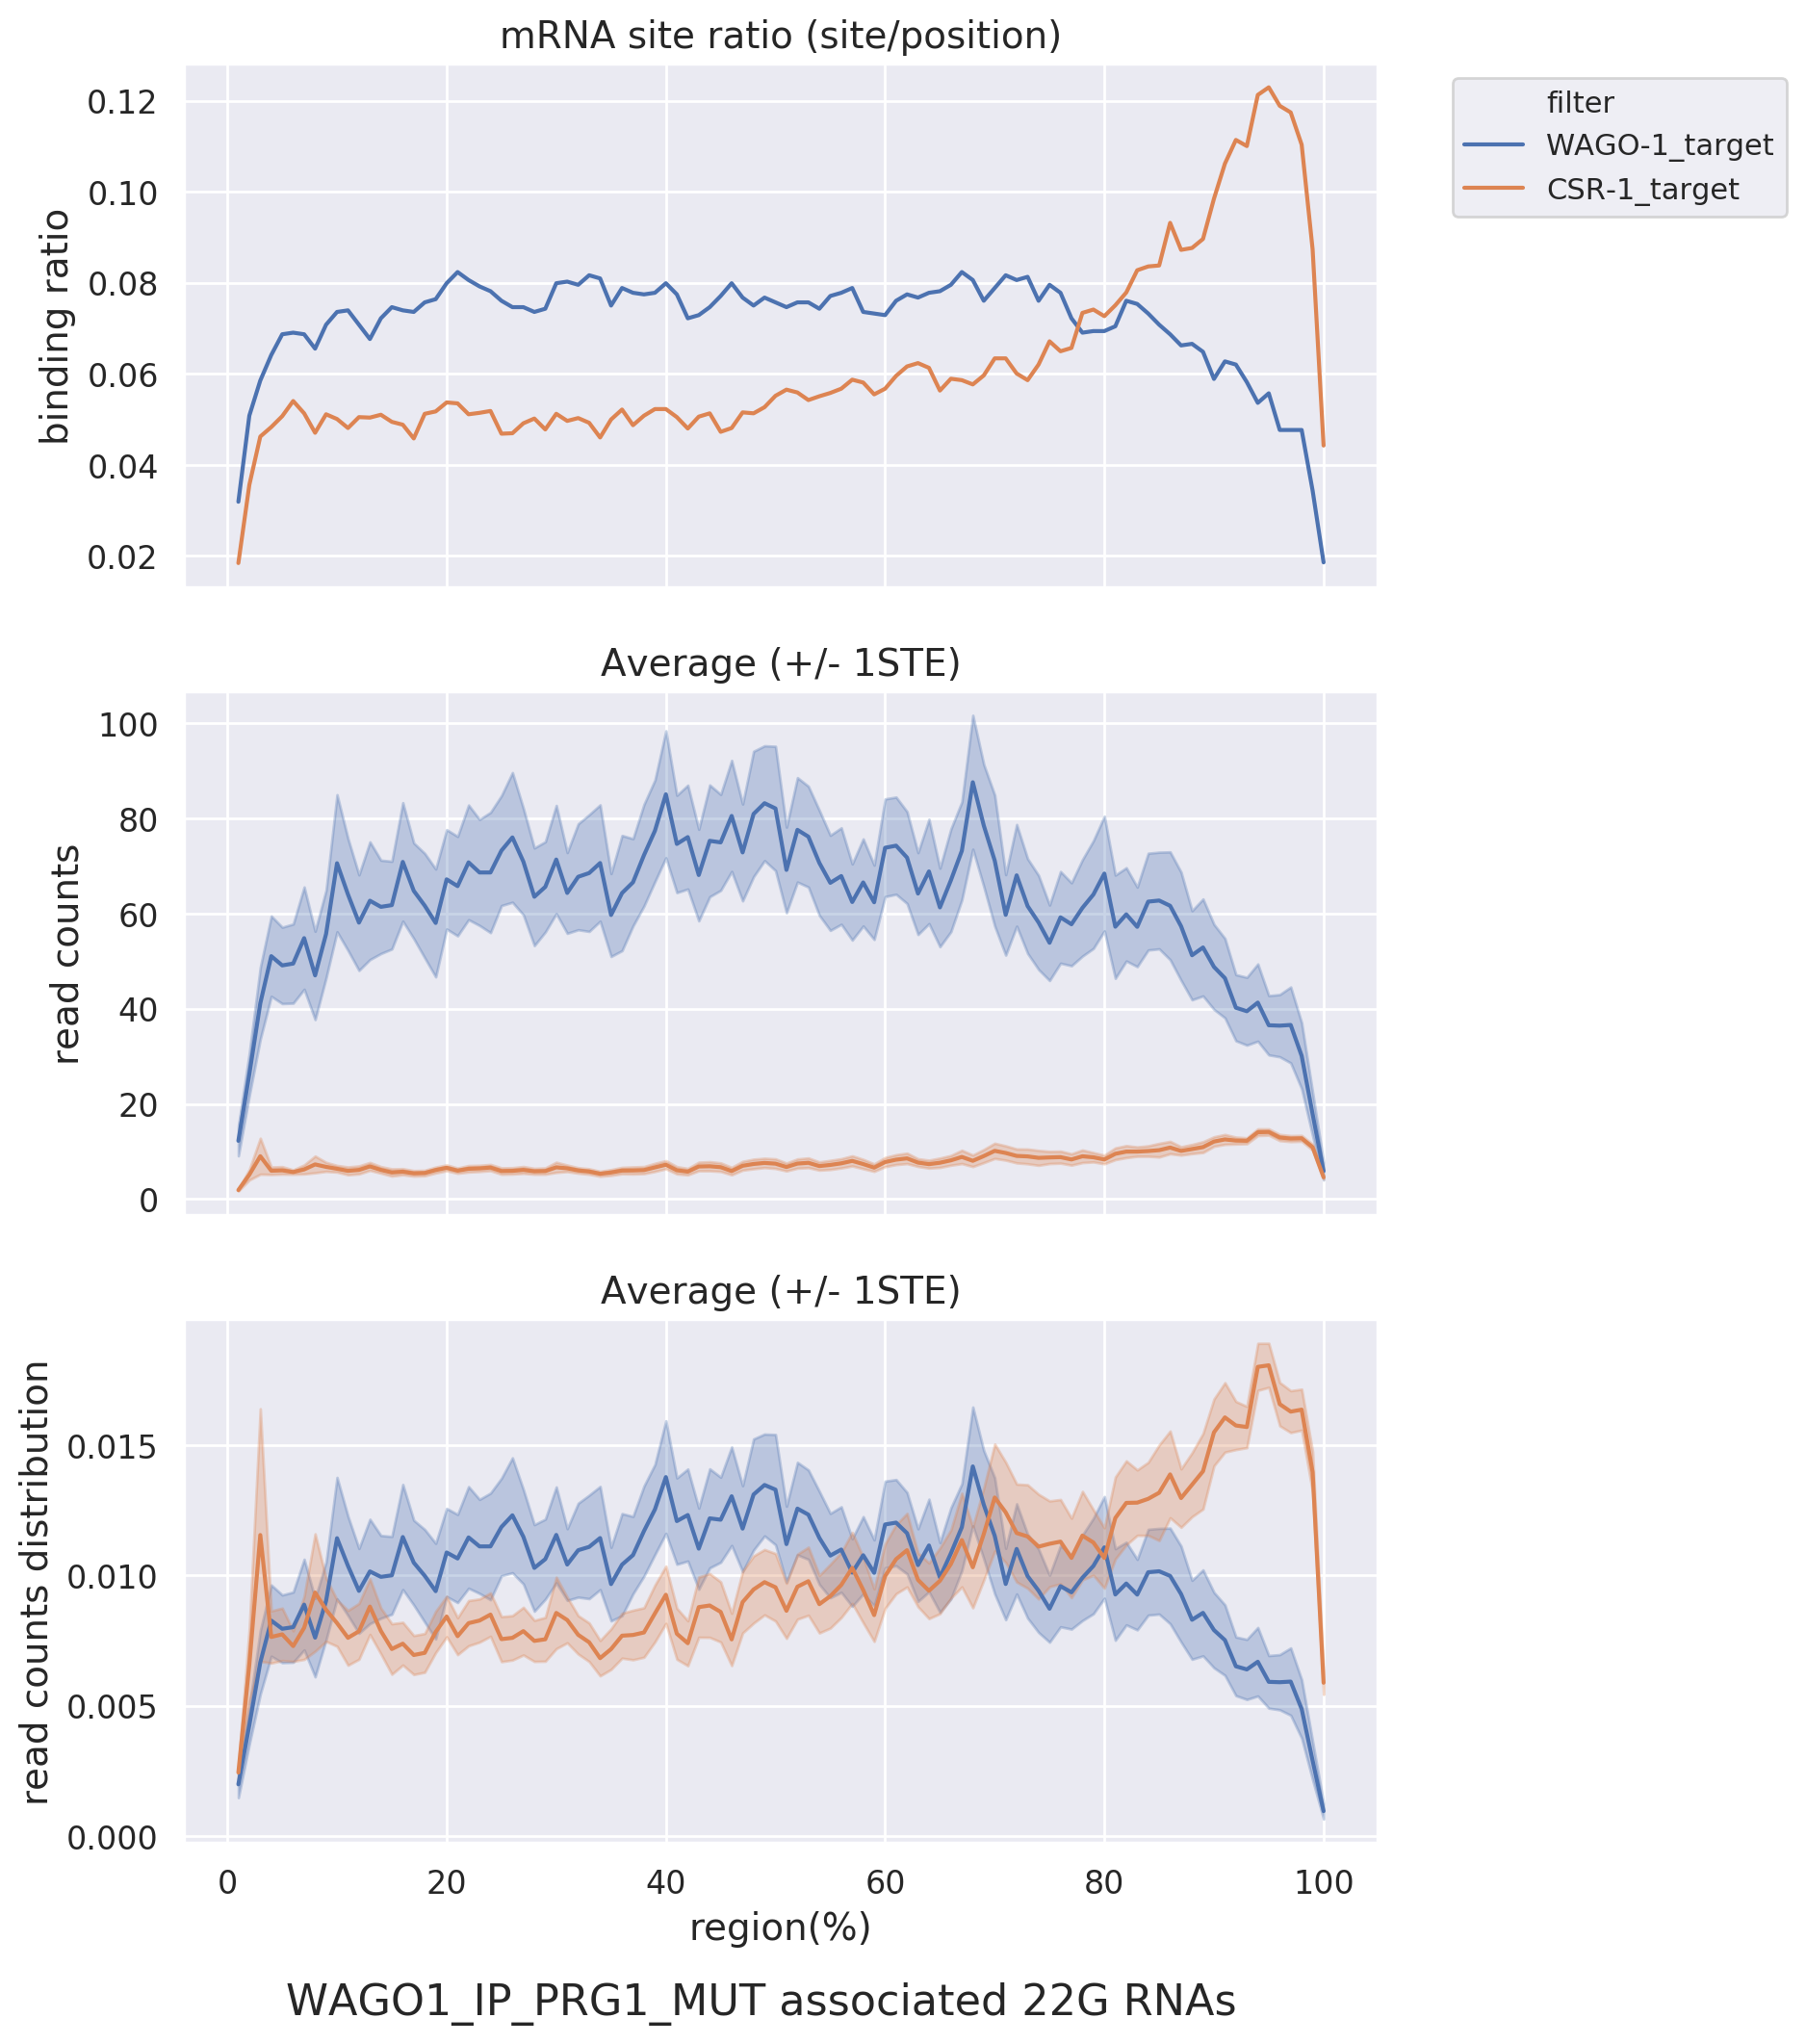 mRNA site ratio (site/position)
0.12
0.10
0.08
0.06
0.04
0.02
binding ratio
filter
WAGO-1_target
CSR-1_target
Average (+/- 1STE)
100
80
60
40
20
0
read counts
Average (+/- 1STE)
0.015
0.010
0.005
0.000
read counts distribution
0 20 40 60 80 100
region(%)
WAGO1_IP_PRG1_MUT associated 22G RNAs